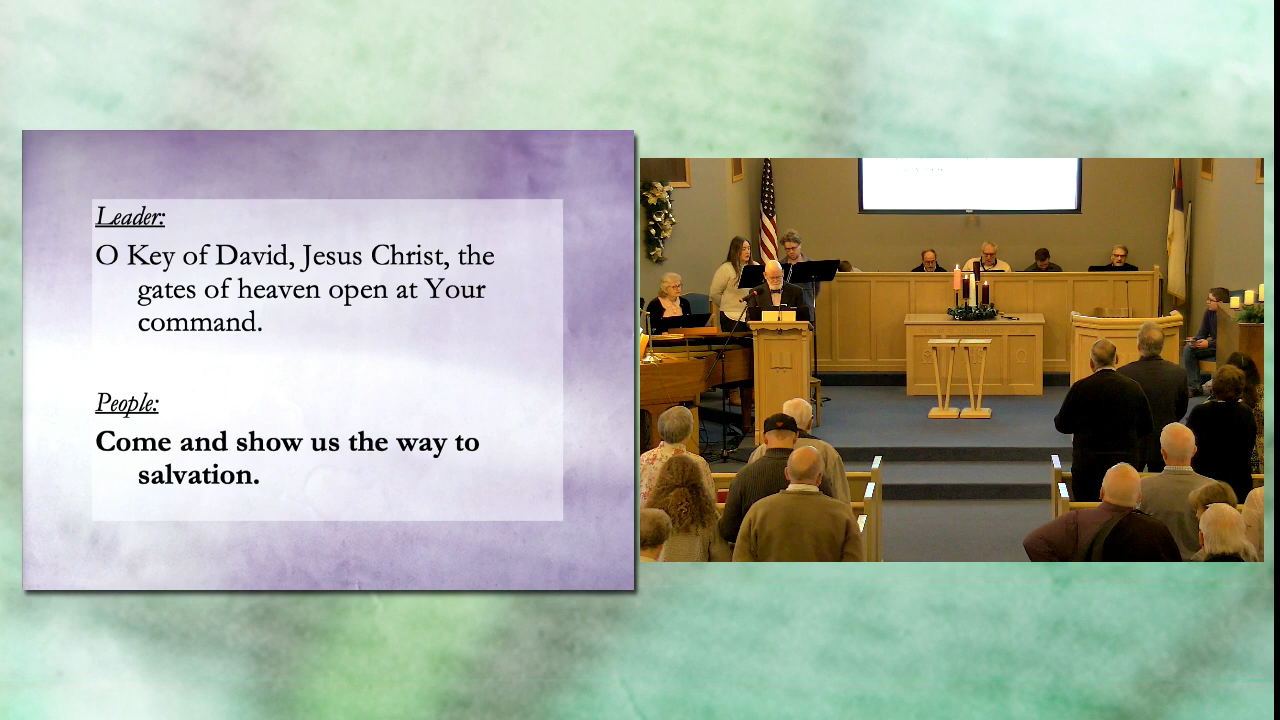 Leader:
O Key of David, Jesus Christ, the
gates of heaven open at Your
command.
People:
Come and show us the way to
salvation.